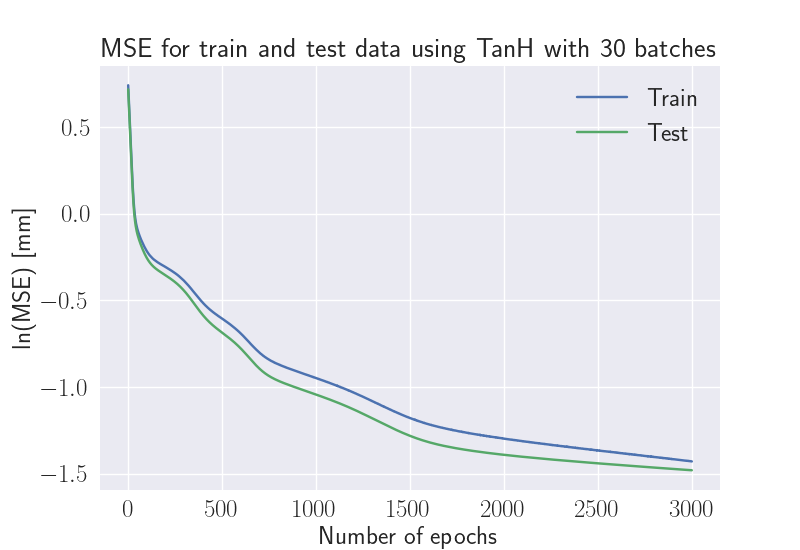 MSE for train and test data using TanH with 30 batches
Train
Test
0.5
0.0
−0.5
−1.0
−1.5
ln(MSE) [mm]
0 500 1000 1500 2000 2500 3000
Number of epochs